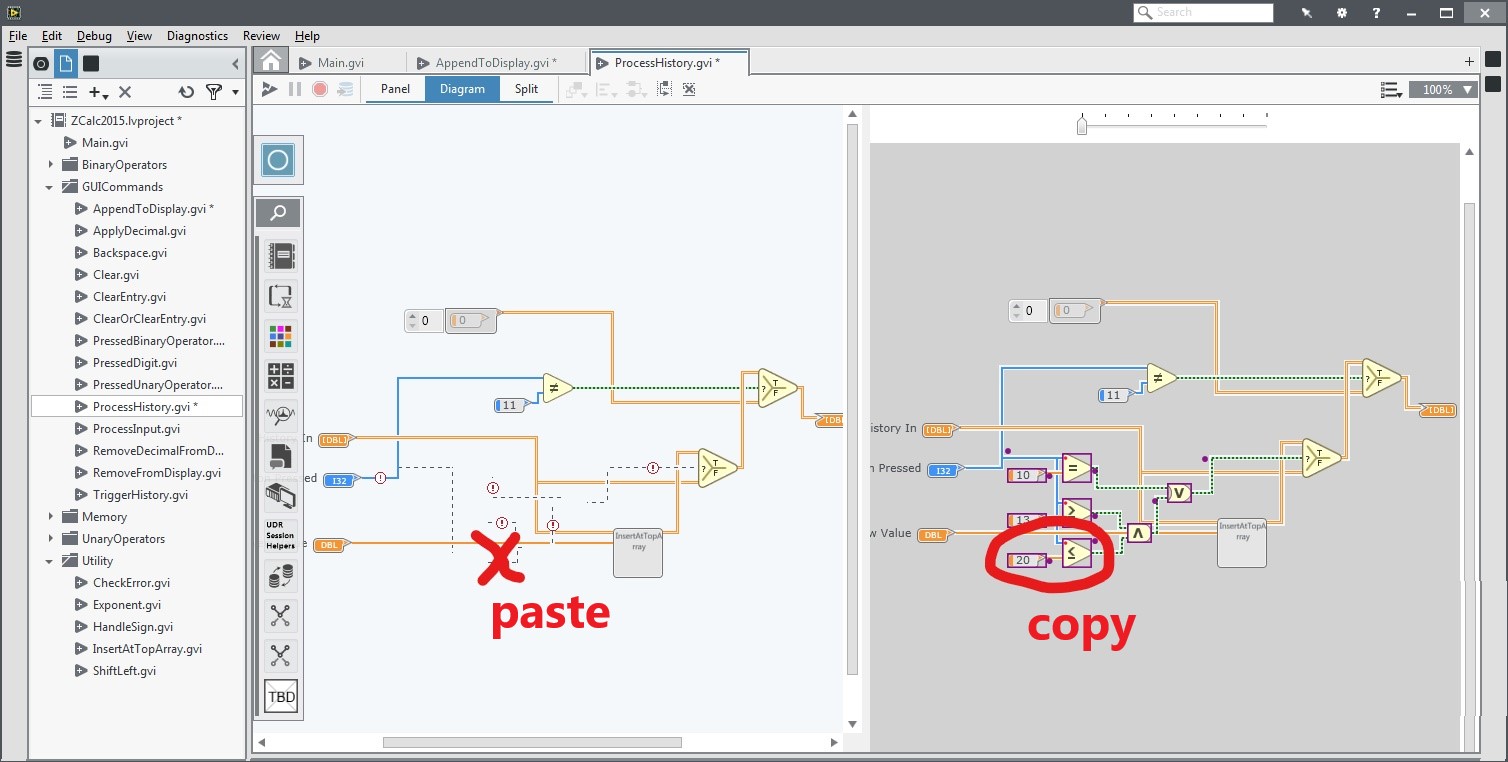 Search
File Edit Debug View Diagnostics Review Help
Main.gvi AppendToDisplay.gvi * ProcessHistory.gvi *
Panel Diagram Split 100%
ZCalc2015.lvproject *
Main.gvi
BinaryOperators
GUICommands
AppendToDisplay.gvi *
ApplyDecimal.gvi
Backspace.gvi
Clear.gvi
ClearEntry.gvi
ClearOrClearEntry.gvi
PressedBinaryOperator....
PressedDigit.gvi
PressedUnaryOperator....
ProcessHistory.gvi *
ProcessInput.gvi
RemoveDecimalFromD...
RemoveFromDisplay.gvi
TriggerHistory.gvi
Memory
UnaryOperators
Utility
CheckError.gvi
Exponent.gvi
HandleSign.gvi
InsertAtTopArray.gvi
ShiftLeft.gvi
UDR
Session
Helpers
TBD
0 0
≠
11
? T
F
[DBL]
In [DBL]
ed I32
? T
F
e DBL
InsertAtTopA
rray
paste
0 0
≠
11
? T
F
[DBL]
istory In [DBL]
n Pressed I32
10 =
? T
F
V
13 >
w Value DBL
Λ
InsertAtTopA
rray
20 ≤
copy